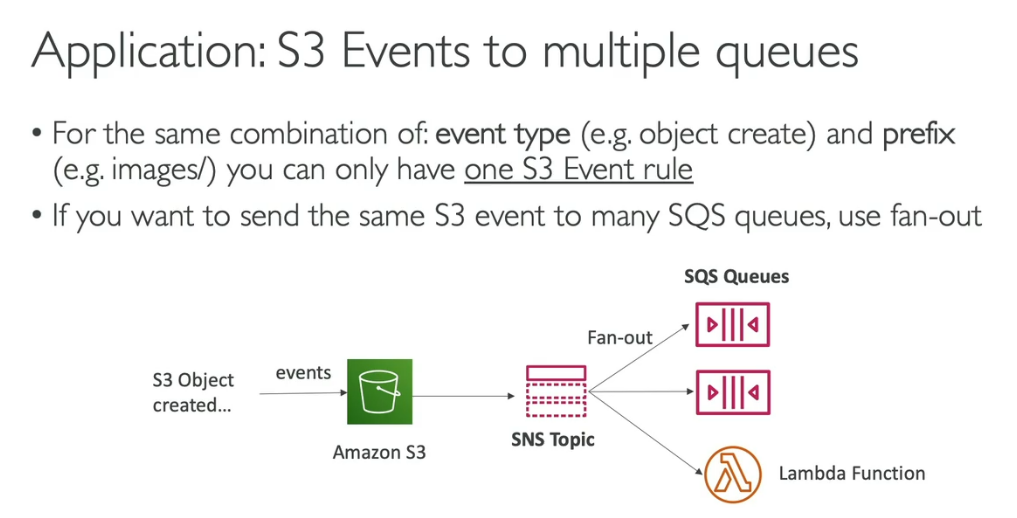 Application: S3 Events to multiple queues
• For the same combination of: event type (e.g. object create) and prefix
(e.g. images/) you can only have one S3 Event rule
• If you want to send the same S3 event to many SQS queues, use fan-out
SQS Queues
Fan-out
S3 Object
created...
events
Amazon S3
SNS Topic
Lambda Function